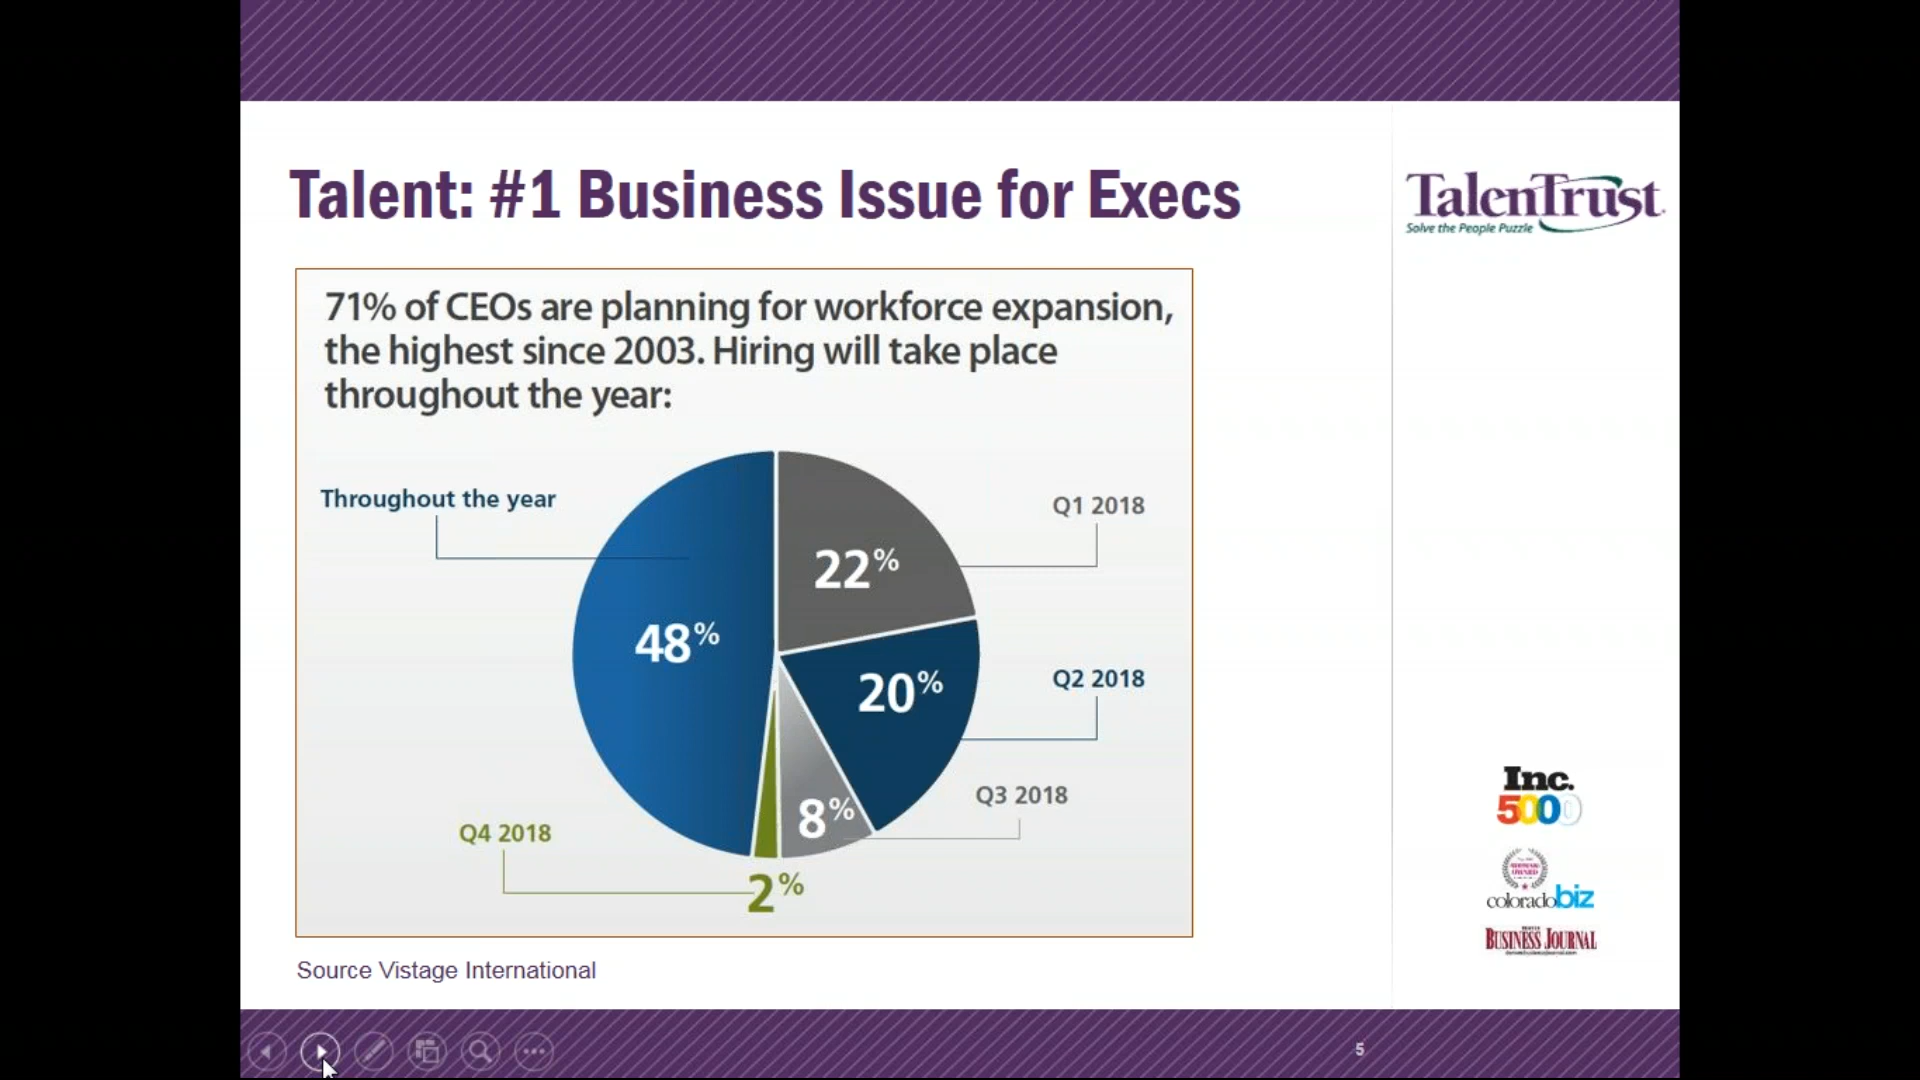 Talent: #1 Business Issue for Execs
TalenTrust
Solve the People Puzzle
71% of CEOs are planning for workforce expansion,
the highest since 2003. Hiring will take place
throughout the year:
Throughout the year
48%
Q1 2018
22%
Q2 2018
20%
Q3 2018
8%
Q4 2018
2%
Inc.
5000
OWNED
coloradobiz
BUSINESS JOURNAL
Source Vistage International
5